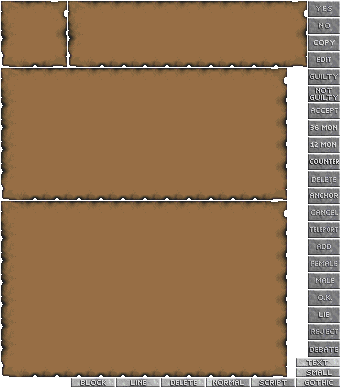 YES
NO
COPY
EDIT
GUILTY
NOT
GUILTY
ACCEPT
36 MON
12 MON
COUNTER
DELETE
ANCHOR
CANCEL
TELEPORT
ADD
FEMALE
MALE
O.K.
LIE
REJECT
DEBATE
TEXT
SMALL
BLOCK LINE DELETE NORMAL SCRIPT GOTHIC